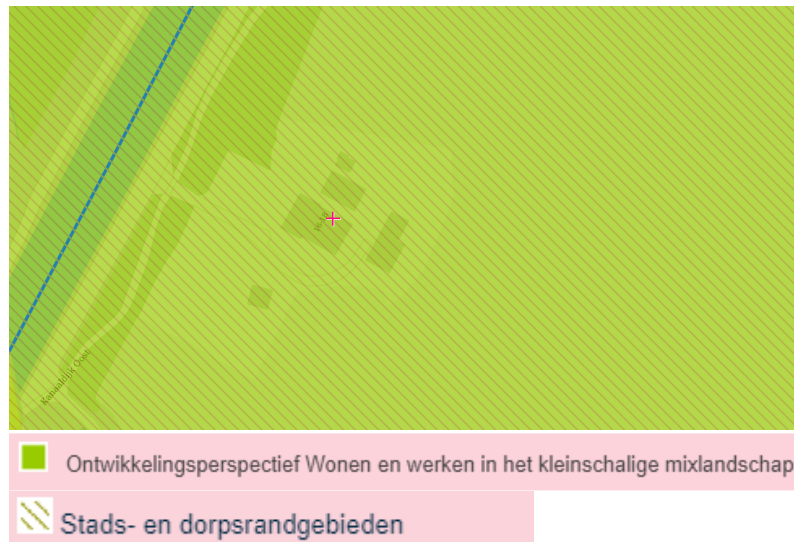 Kanaaldijk Oost
Ontwikkelingsperspectief Wonen en werken in het kleinschalige mixlandschap
Stads- en dorpsrandgebieden